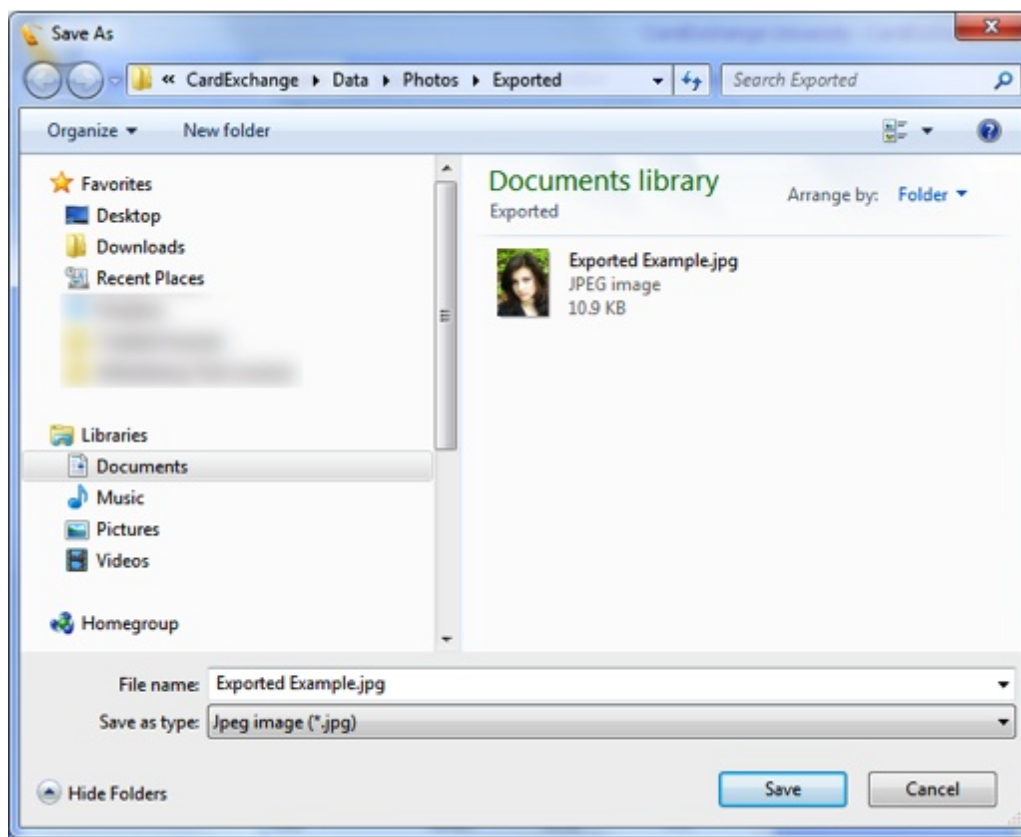 Save As
« CardExchange ▸ Data ▸ Photos ▸ Exported
Search Exported
Organize
New folder
Favorites
Desktop
Downloads
Recent Places
Libraries
Documents
Music
Pictures
Videos
Homegroup
Documents library
Exported
Arrange by: Folder
Exported Example.jpg
JPEG image
10.9 KB
File name: Exported Example.jpg
Save as type: Jpeg image (*.jpg)
Hide Folders
Save
Cancel